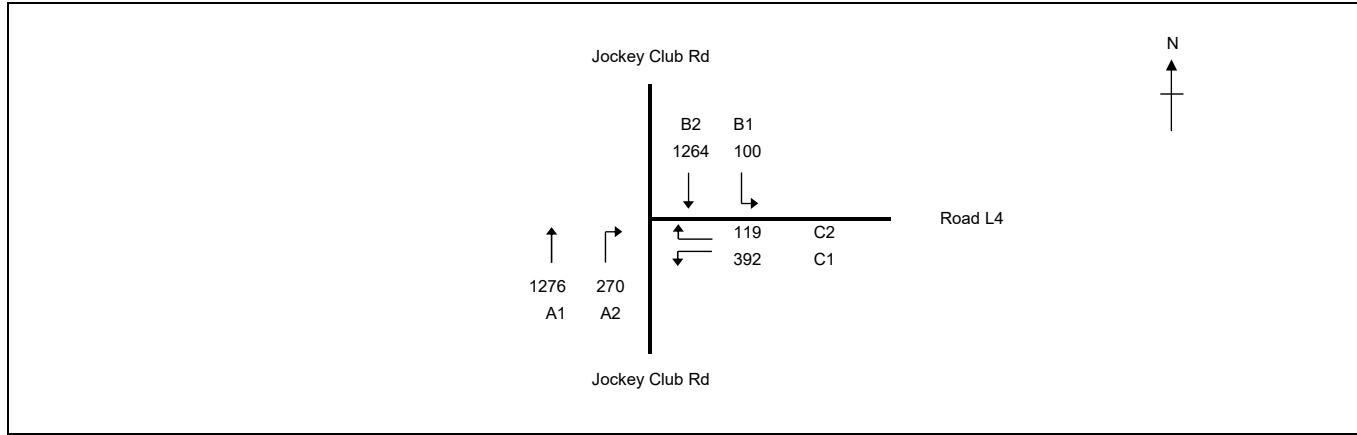 N
Jockey Club Rd
B2 B1
1264 100
Road L4
119 C2
392 C1
1276 270
A1 A2
Jockey Club Rd